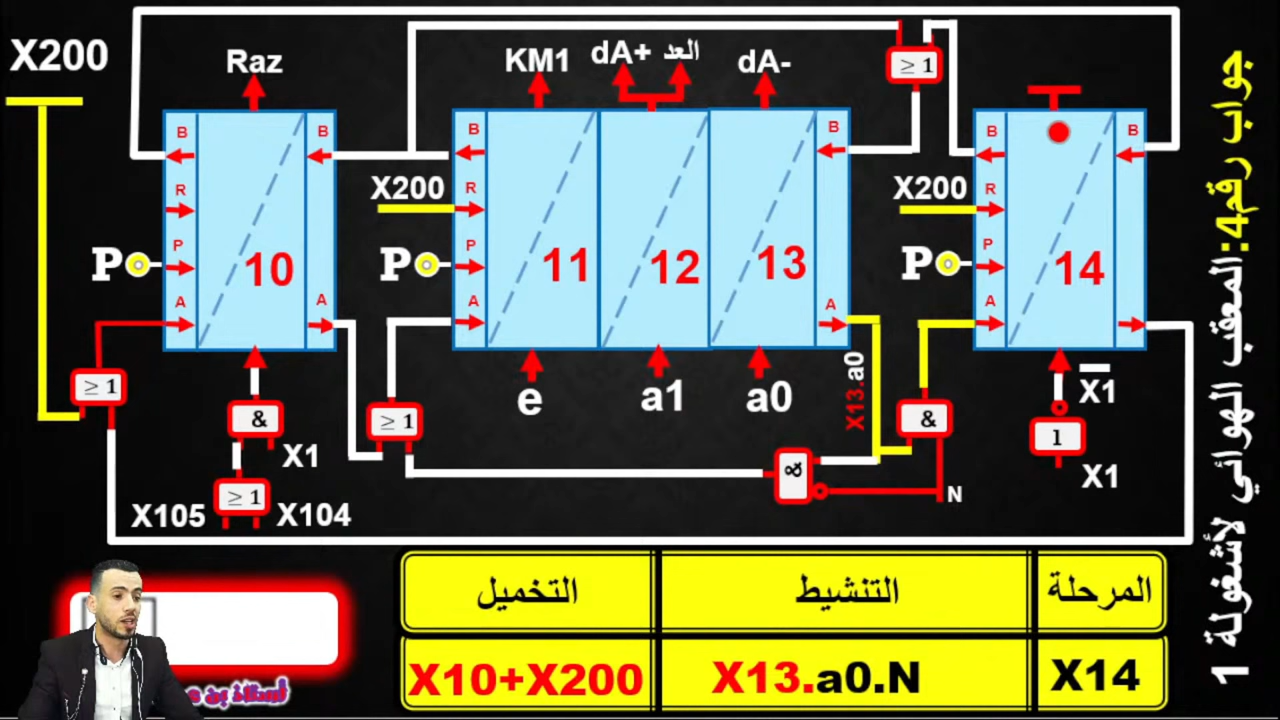 X200
Raz
KM1
dA+ العد
dA-
≥ 1
B
B
B
B
B
B
R
X200
R
X200
R
P
P
P
P
P
P
10
11
12
13
14
A
A
A
A
A
≥ 1
&
X1
≥ 1
X105
X104
≥ 1
e
a1
a0
X13.a0
&
&
N
X1
1
X1
جواب رقم4:المعقب الهوائي لأشغولة 1
المرحلة
التنشيط
التخميل
X14
X13.a0.N
X10+X200